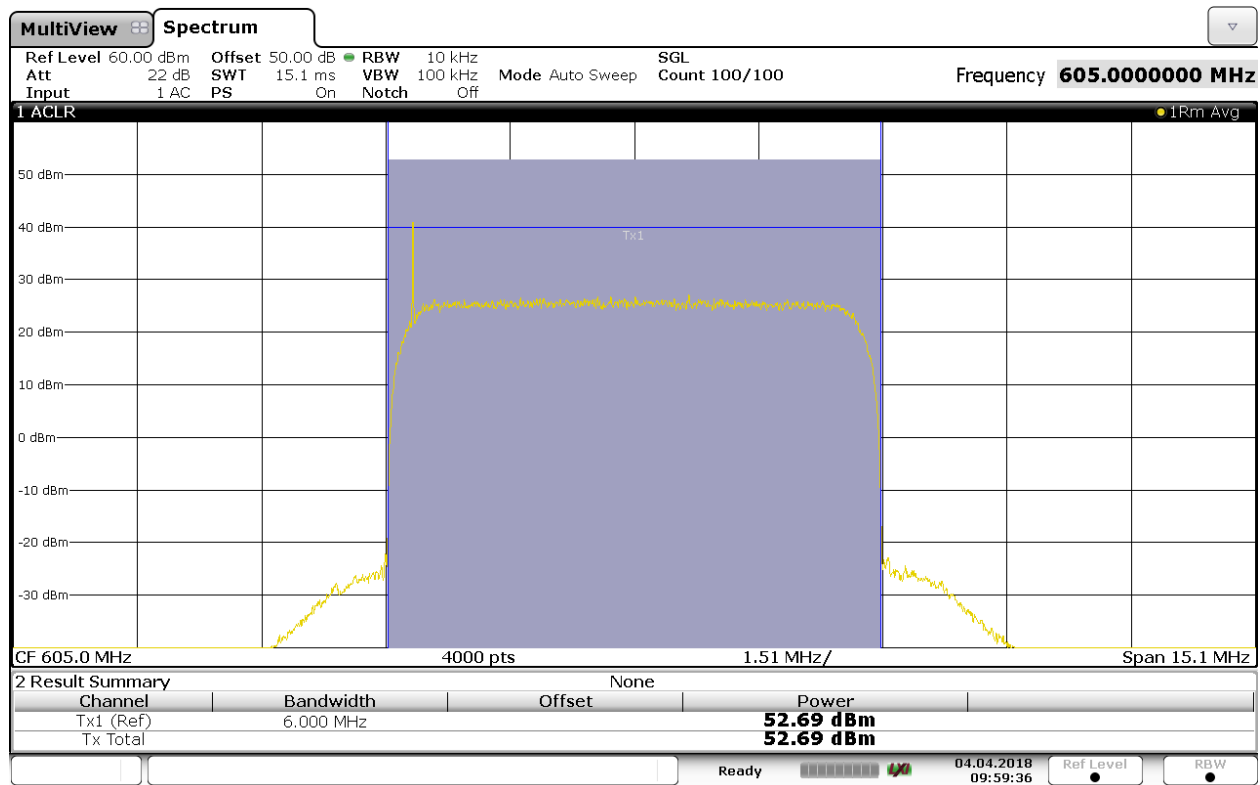 MultiView Spectrum
Ref Level 60.00 dBm Offset 50.00 dB RBW 10 kHz SGL
Att 22 dB SWT 15.1 ms VBW 100 kHz Mode Auto Sweep Count 100/100 Frequency 605.0000000 MHz
Input 1 AC PS On Notch Off
1 ACLR 1Rm Avg
50 dBm
40 dBm
Tx1
30 dBm
20 dBm
10 dBm
0 dBm
-10 dBm
-20 dBm
-30 dBm
CF 605.0 MHz 4000 pts 1.51 MHz/ Span 15.1 MHz
2 Result Summary None
Channel Bandwidth Offset Power
Tx1 (Ref) 6.000 MHz 52.69 dBm
Tx Total 52.69 dBm
Ready LXI 04.04.2018 Ref Level RBW
09:59:36